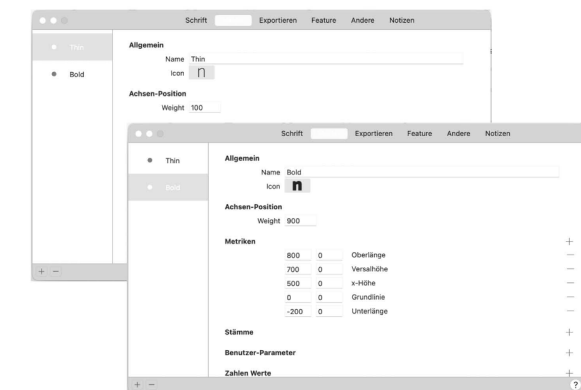 Schrift Exportieren Feature Andere Notizen
Thin
Bold
Allgemein
Name Thin
Icon n
Achsen-Position
Weight 100
+ −
Schrift Exportieren Feature Andere Notizen
Thin
Bold
Allgemein
Name Bold
Icon n
Achsen-Position
Weight 900
Metriken +
800 0 Oberlänge −
700 0 Versalhöhe −
500 0 x-Höhe −
0 0 Grundlinie −
-200 0 Unterlänge −
Stämme +
Benutzer-Parameter +
Zahlen Werte +
+ − ?